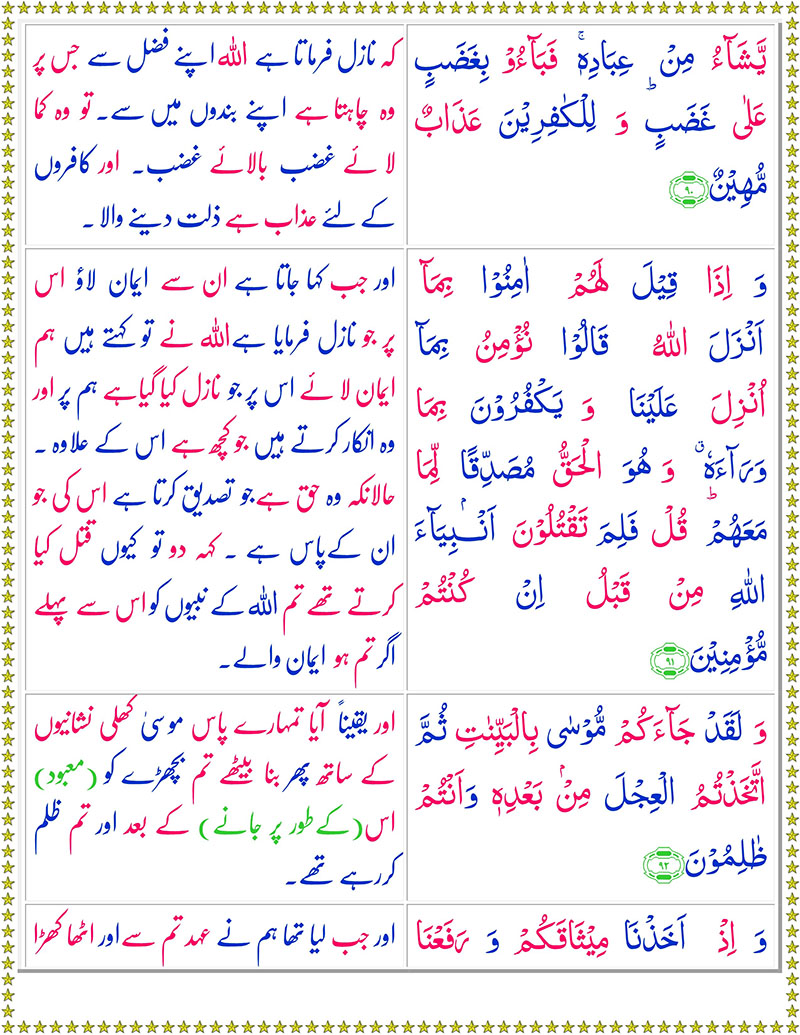 یَّشَآءُ مِنْ عِبَادِهٖۚ فَبَآءُوْ بِغَضَبٍ
عَلٰى غَضَبٍؕ وَ لِلْكٰفِرِیْنَ عَذَابٌ
مُّهِیْنٌ ۹۰
کہ نازل فرماتا ہے اللہ اپنے فضل سے جس پر
وہ چاہتا ہے اپنے بندوں میں سے۔ تو وہ کما
لائے غضب بالائے غضب۔ اور کافروں
کے لئے عذاب ہے ذلت دینے والا۔
وَ اِذَا قِیْلَ لَهُمْ اٰمِنُوْا بِمَاۤ
اَنْزَلَ اللّٰهُ قَالُوْا نُؤْمِنُ بِمَاۤ
اُنْزِلَ عَلَیْنَا وَ یَكْفُرُوْنَ بِمَا
وَرَآءَهٗۗ وَ هُوَ الْحَقُّ مُصَدِّقًا لِّمَا
مَعَهُمْؕ قُلْ فَلِمَ تَقْتُلُوْنَ اَنْۢبِیَآءَ
اللّٰهِ مِنْ قَبْلُ اِنْ كُنْتُمْ
مُّؤْمِنِیْنَ ۹۱
اور جب کہا جاتا ہے ان سے ایمان لاؤ اس
پر جو نازل فرمایا ہے اللہ نے تو کہتے ہیں ہم
ایمان لائے اس پر جو نازل کیا گیا ہے ہم پر اور
وہ انکار کرتے ہیں جو کچھ ہے اس کے علاوہ۔
حالانکہ وہ حق ہے جو تصدیق کرتا ہے اس کی جو
ان کے پاس ہے۔ کہہ دو تو کیوں قتل کیا
کرتے تھے تم اللہ کے نبیوں کو اس سے پہلے
اگر تم ہو ایمان والے۔
وَ لَقَدْ جَآءَكُمْ مُّوْسٰى بِالْبَیِّنٰتِ ثُمَّ
اتَّخَذْتُمُ الْعِجْلَ مِنْۢ بَعْدِهٖ وَاَنْتُمْ
ظٰلِمُوْنَ ۹۲
اور یقیناً آیا تمہارے پاس موسیٰ کھلی نشانیوں
کے ساتھ پھر بنا بیٹھے تم بچھڑے کو (معبود)
اس (کے طور پر جانے) کے بعد اور تم ظلم
کر رہے تھے۔
وَ اِذْ اَخَذْنَا مِیْثَاقَكُمْ وَ رَفَعْنَا
اور جب لیا تھا ہم نے عہد تم سے اور اٹھا کھڑا